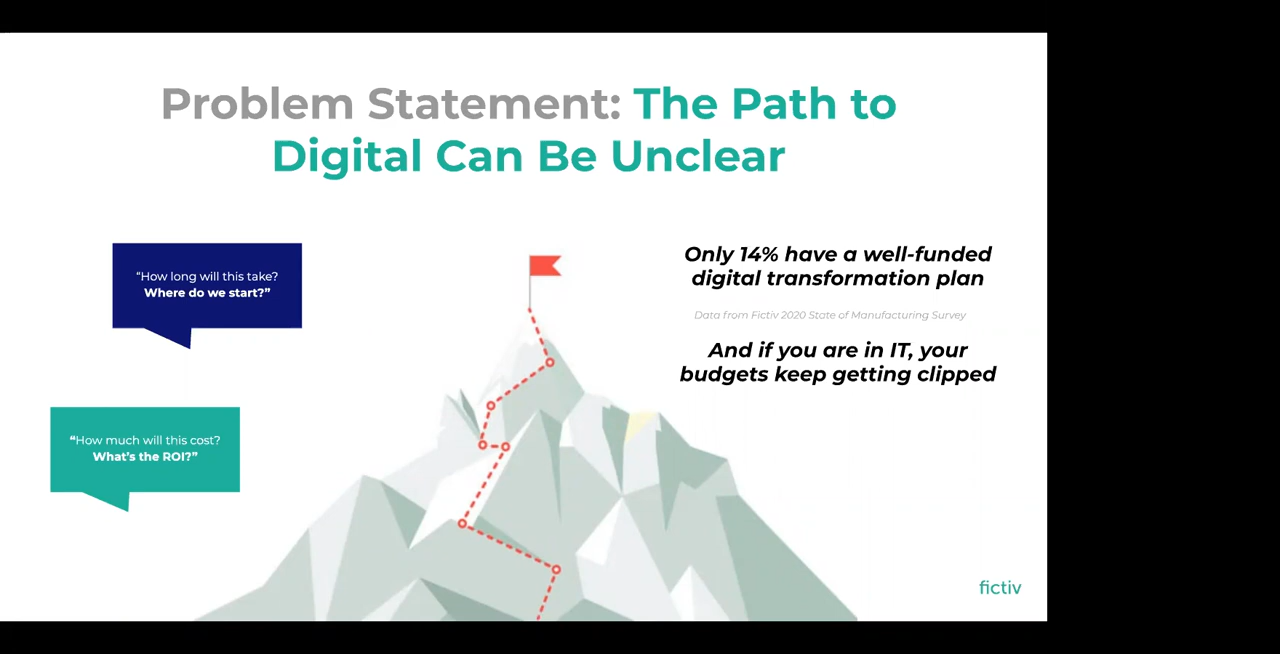 Problem Statement: The Path to
Digital Can Be Unclear
“How long will this take?
Where do we start?”
“How much will this cost?
What’s the ROI?”
Only 14% have a well-funded
digital transformation plan
Data from Fictiv 2020 State of Manufacturing Survey
And if you are in IT, your
budgets keep getting clipped
fictiv